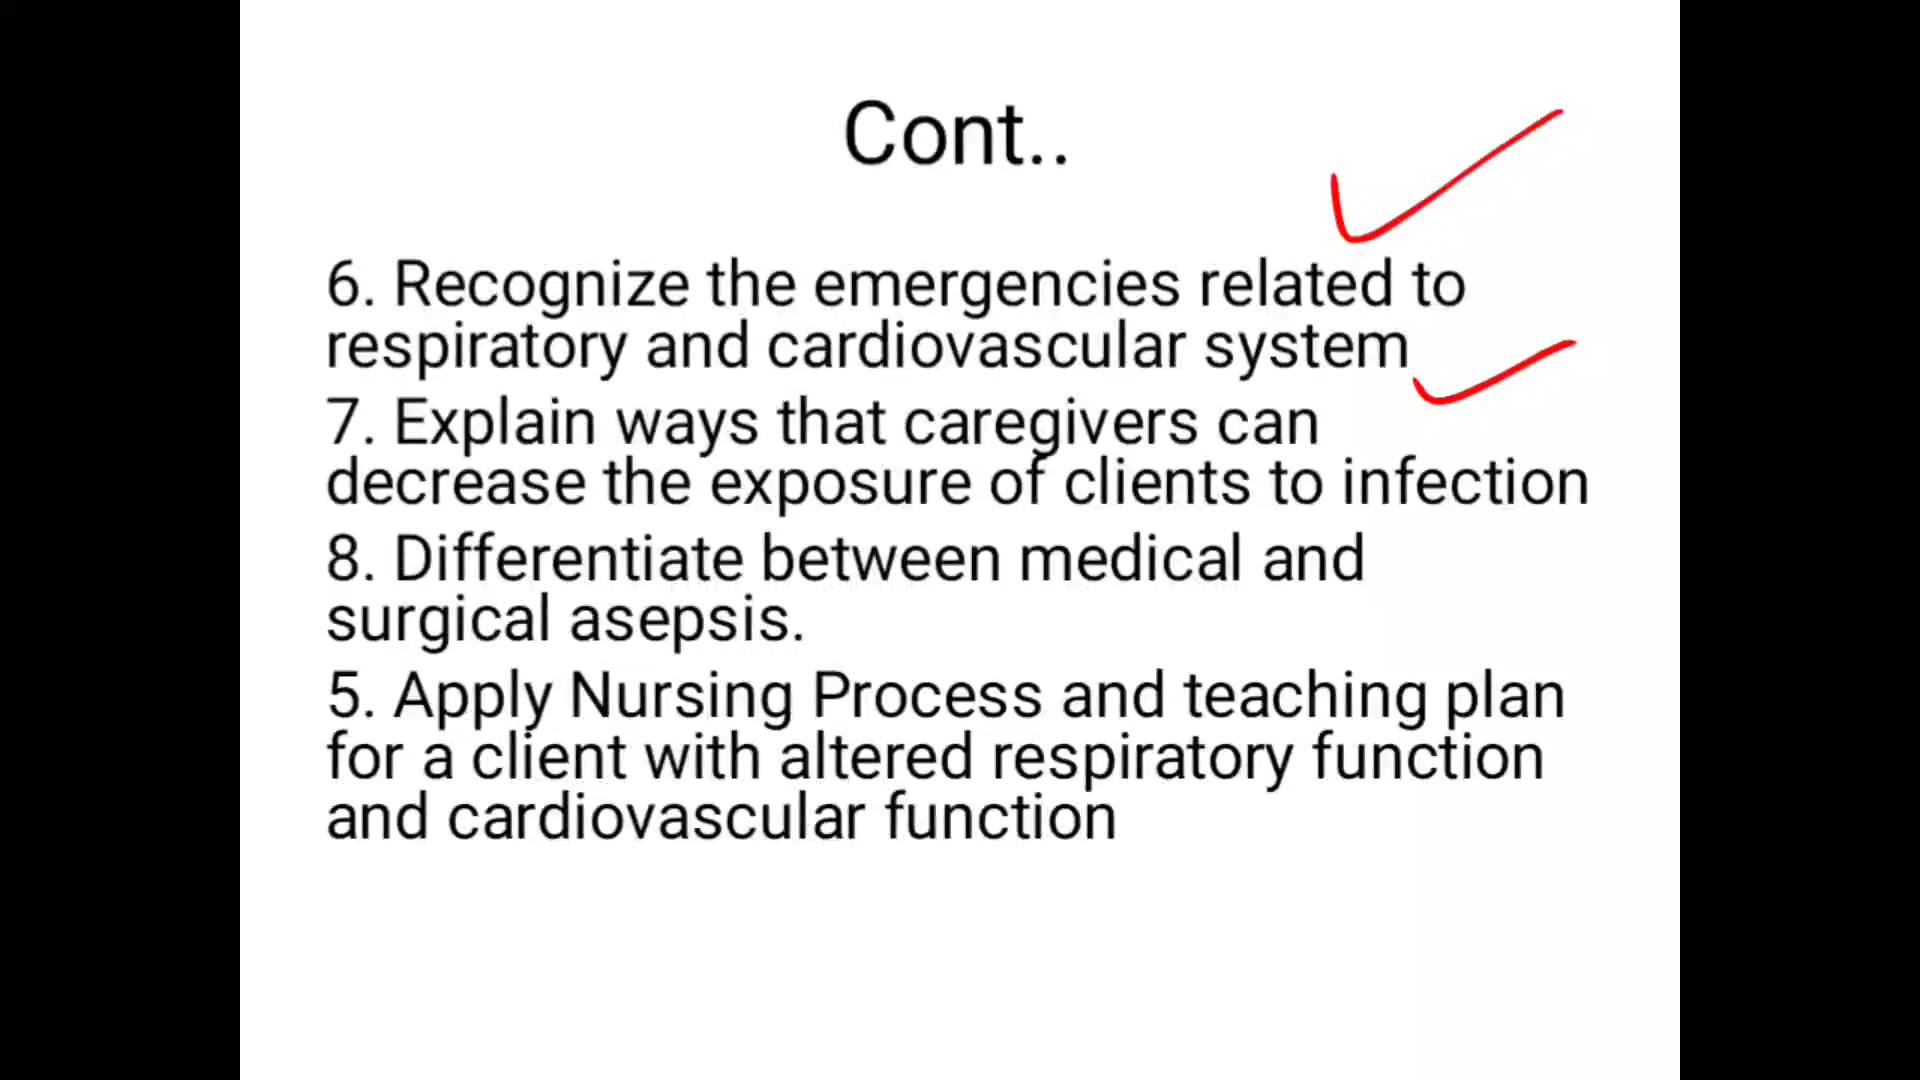 Cont..
6. Recognize the emergencies related to
respiratory and cardiovascular system
7. Explain ways that caregivers can
decrease the exposure of clients to infection
8. Differentiate between medical and
surgical asepsis.
5. Apply Nursing Process and teaching plan
for a client with altered respiratory function
and cardiovascular function